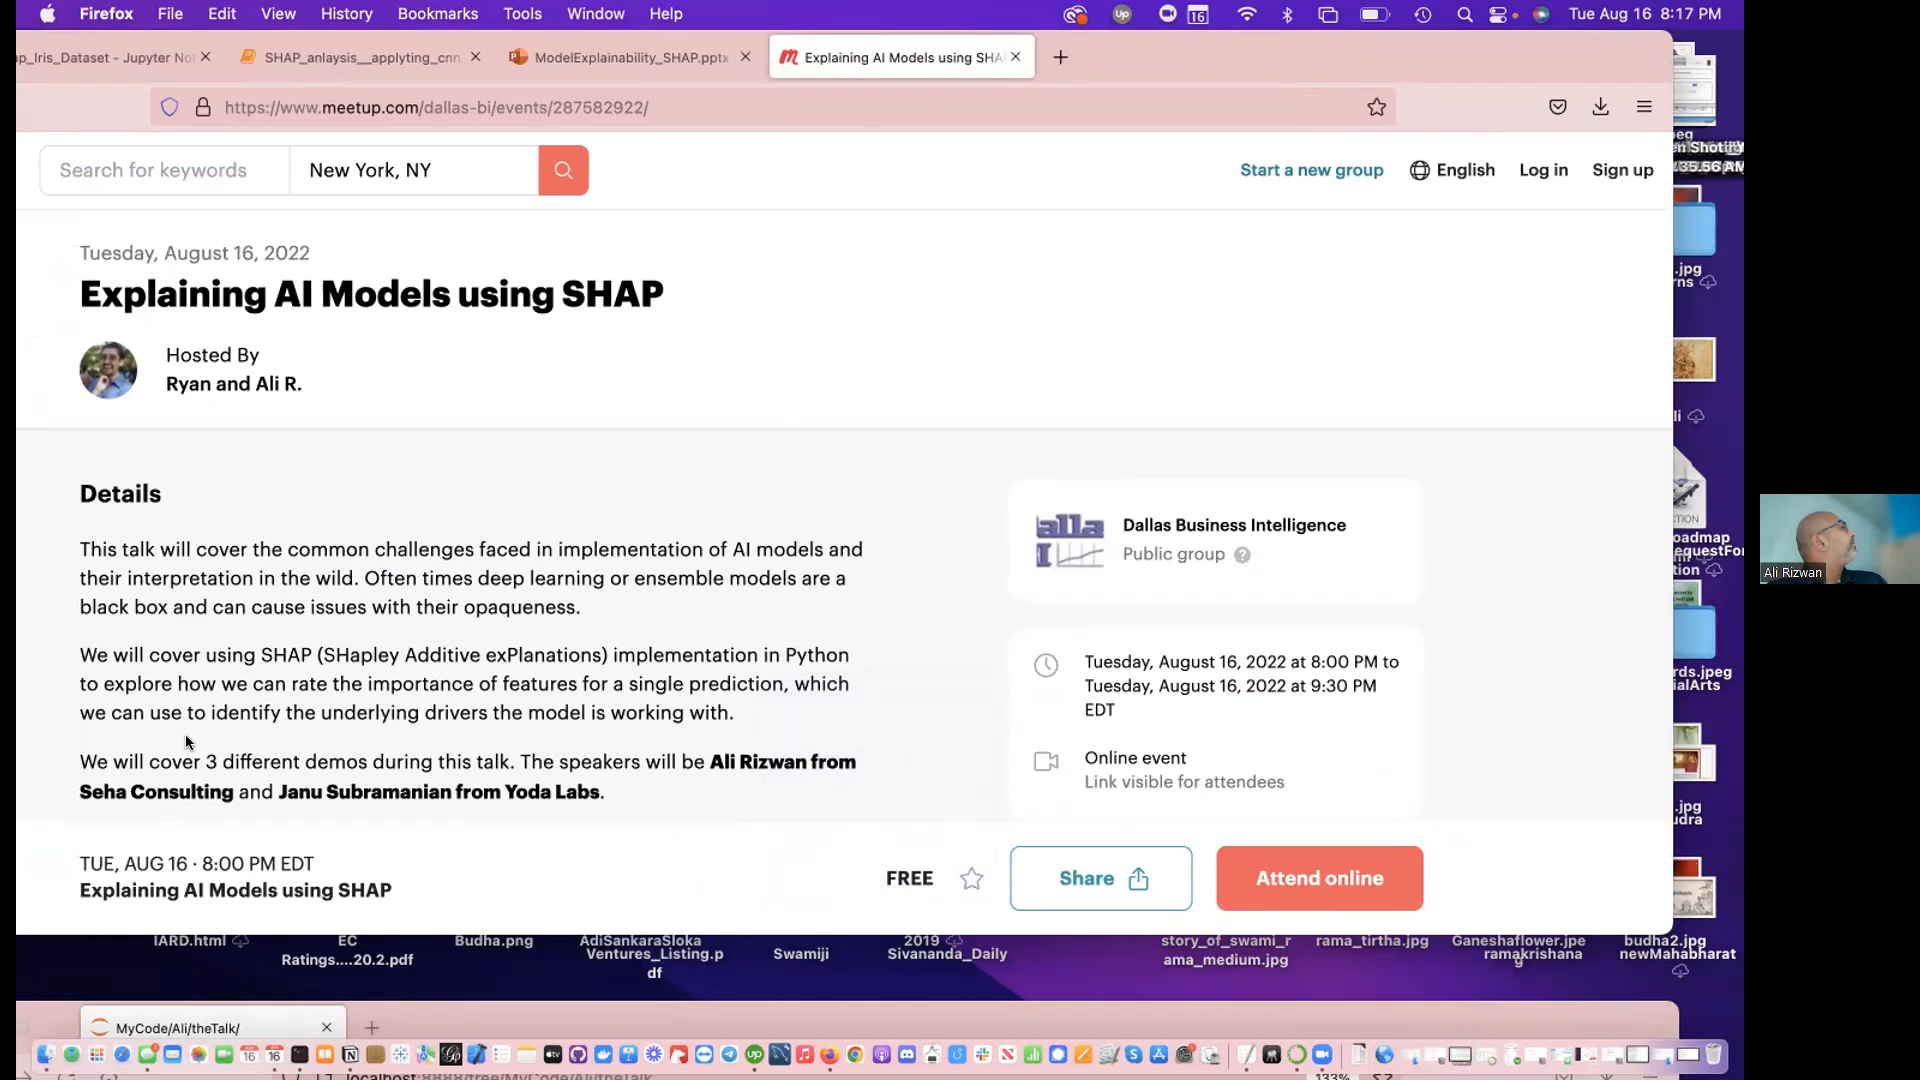 Firefox File Edit View History Bookmarks Tools Window Help Tue Aug 16 8:17 PM
ap_Iris_Dataset - Jupyter No SHAP_anlaysis__applyting_cnn ModelExplainability_SHAP.pptx Explaining AI Models using SHA
https://www.meetup.com/dallas-bi/events/287582922/
Search for keywords New York, NY Start a new group English Log in Sign up
Tuesday, August 16, 2022
Explaining AI Models using SHAP
Hosted By
Ryan and Ali R.
Details
This talk will cover the common challenges faced in implementation of AI models and
their interpretation in the wild. Often times deep learning or ensemble models are a
black box and can cause issues with their opaqueness.
We will cover using SHAP (SHapley Additive exPlanations) implementation in Python
to explore how we can rate the importance of features for a single prediction, which
we can use to identify the underlying drivers the model is working with.
We will cover 3 different demos during this talk. The speakers will be Ali Rizwan from
Seha Consulting and Janu Subramanian from Yoda Labs.
Dallas Business Intelligence
Public group
Tuesday, August 16, 2022 at 8:00 PM to
Tuesday, August 16, 2022 at 9:30 PM
EDT
Online event
Link visible for attendees
TUE, AUG 16 · 8:00 PM EDT
Explaining AI Models using SHAP
FREE Share Attend online
Ali Rizwan
IARD.html
EC
Ratings....20.2.pdf
Budha.png
AdiSankaraSloka
Ventures_Listing.p
df
Swamiji
2019
Sivananda_Daily
story_of_swami_r
ama_medium.jpg
rama_tirtha.jpg
Ganeshaflower.jpe
ramakrishana
g
budha2.jpg
newMahabharat
MyCode/Ali/theTalk/
localhost:8888/tree/MyCode/Ali/theTalk 133%